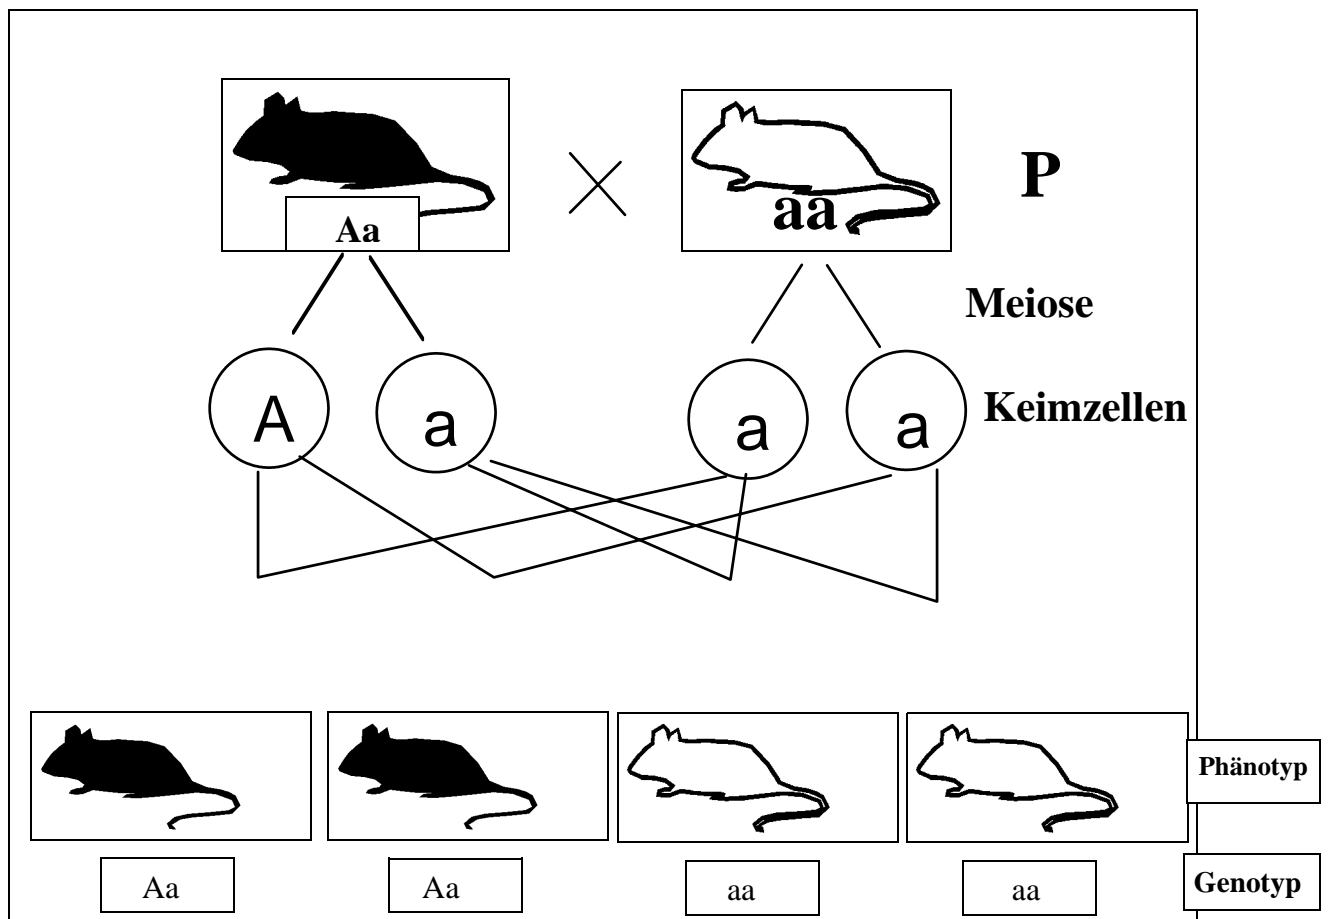 P
Aa
aa
Meiose
A a a a Keimzellen
Phänotyp
Aa Aa aa aa Genotyp